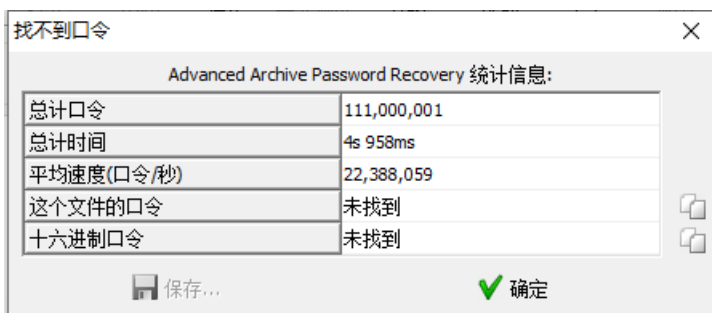 找不到口令
Advanced Archive Password Recovery 统计信息:
总计口令 111,000,001
总计时间 4s 958ms
平均速度(口令/秒) 22,388,059
这个文件的口令 未找到
十六进制口令 未找到
保存... 确定